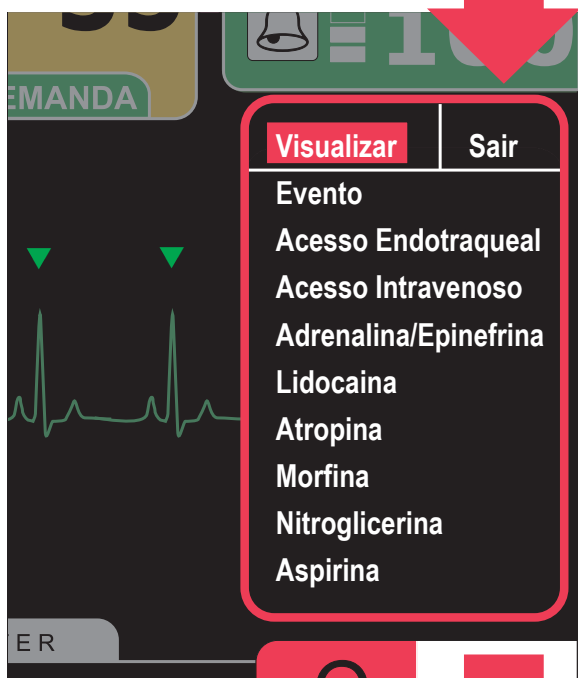 EMANDA
Visualizar Sair
Evento
Acesso Endotraqueal
Acesso Intravenoso
Adrenalina/Epinefrina
Lidocaina
Atropina
Morfina
Nitroglicerina
Aspirina
ER